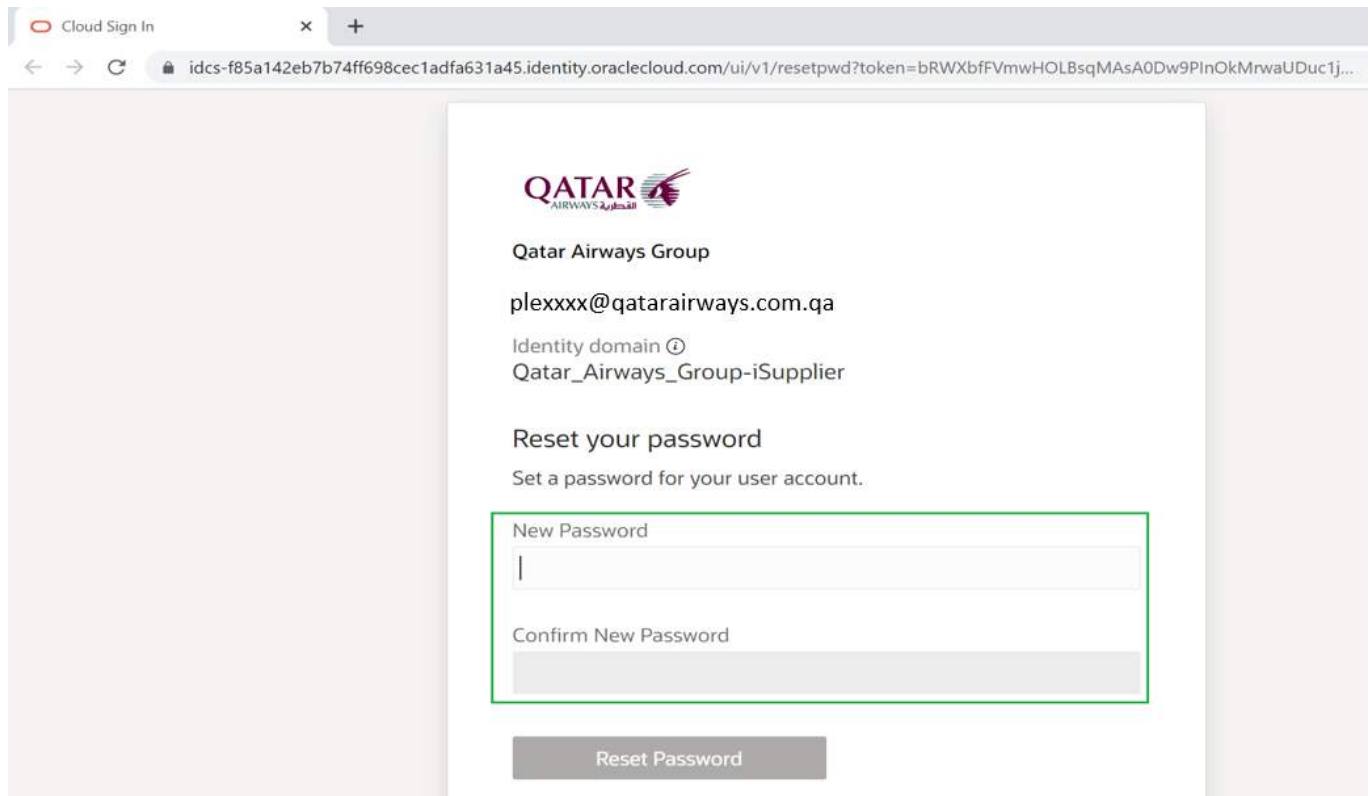 Cloud Sign In
idcs-f85a142eb7b74ff698cec1adfa631a45.identity.oraclecloud.com/ui/v1/resetpwd?token=bRWXbfFVmwHOLBsqMAsA0Dw9PInOkMrwaUDuc1j...
QATAR
AIRWAYS القطرية
Qatar Airways Group
plexxxx@qatarairways.com.qa
Identity domain
Qatar_Airways_Group-iSupplier
Reset your password
Set a password for your user account.
New Password
Confirm New Password
Reset Password